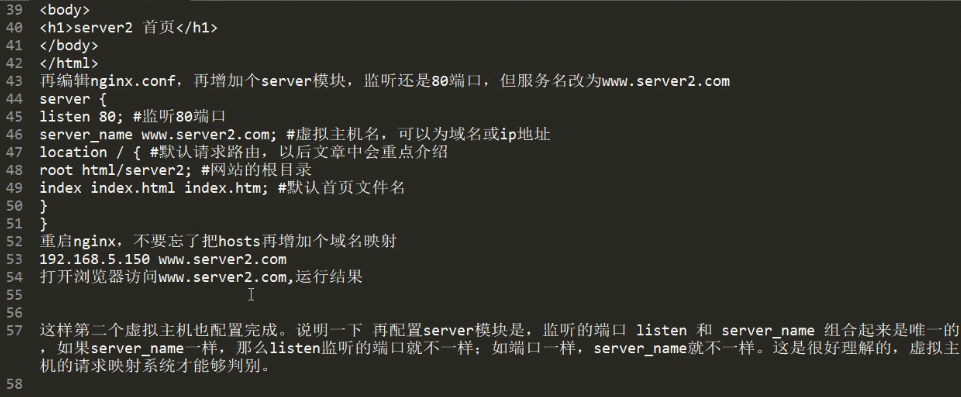 39 <body>
40 <h1>server2 首页</h1>
41 </body>
42 </html>
43 再编辑nginx.conf，再增加个server模块，监听还是80端口，但服务名改为www.server2.com
44 server {
45 listen 80; #监听80端口
46 server_name www.server2.com; #虚拟主机名，可以为域名或ip地址
47 location / { #默认请求路由，以后文章中会重点介绍
48 root html/server2; #网站的根目录
49 index index.html index.htm; #默认首页文件名
50 }
51 }
52 重启nginx，不要忘了把hosts再增加个域名映射
53 192.168.5.150 www.server2.com
54 打开浏览器访问www.server2.com,运行结果
55
56
57 这样第二个虚拟主机也配置完成。说明一下 再配置server模块是，监听的端口 listen 和 server_name 组合起来是唯一的
，如果server_name一样，那么listen监听的端口就不一样；如端口一样，server_name就不一样。这是很好理解的，虚拟主
机的请求映射系统才能够判别。
58